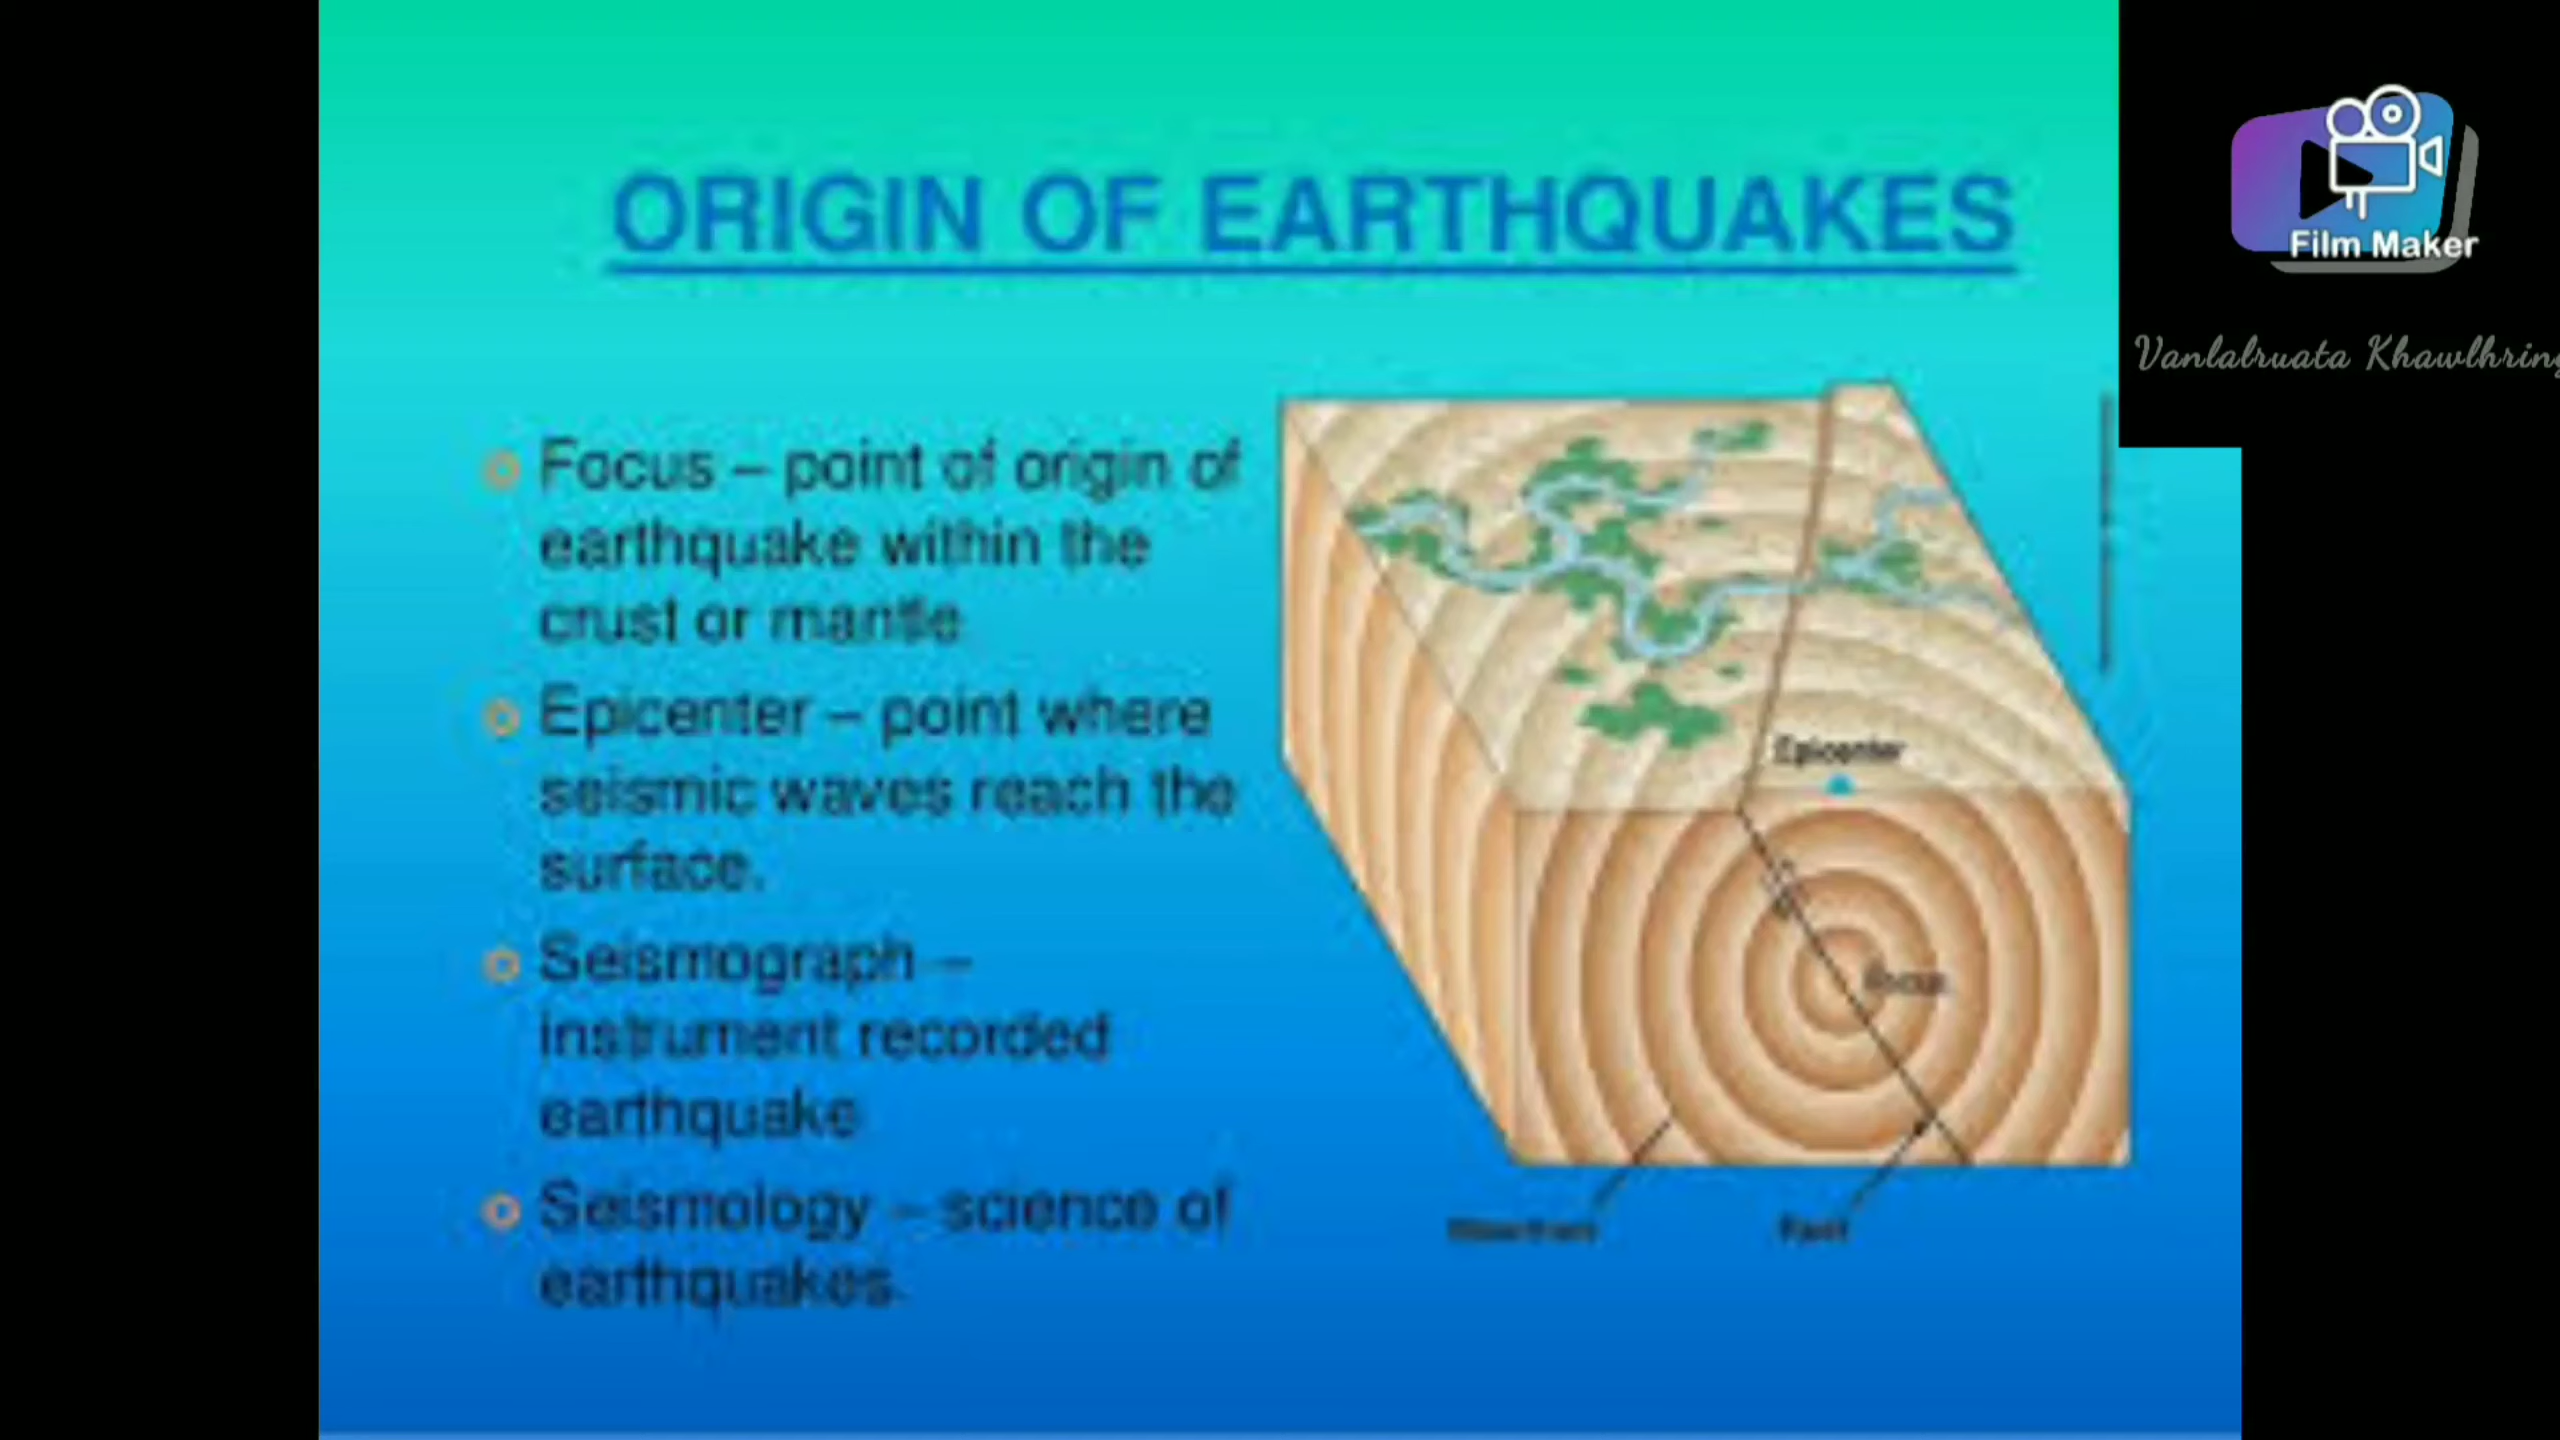 ORIGIN OF EARTHQUAKES
Film Maker
Vanlalruata Khawlhring
Focus – point of origin of
earthquake within the
crust or mantle
Epicenter – point where
seismic waves reach the
surface.
Seismograph –
instrument recorded
earthquake
Seismology – science of
earthquakes.
Epicenter
Focus
Fault